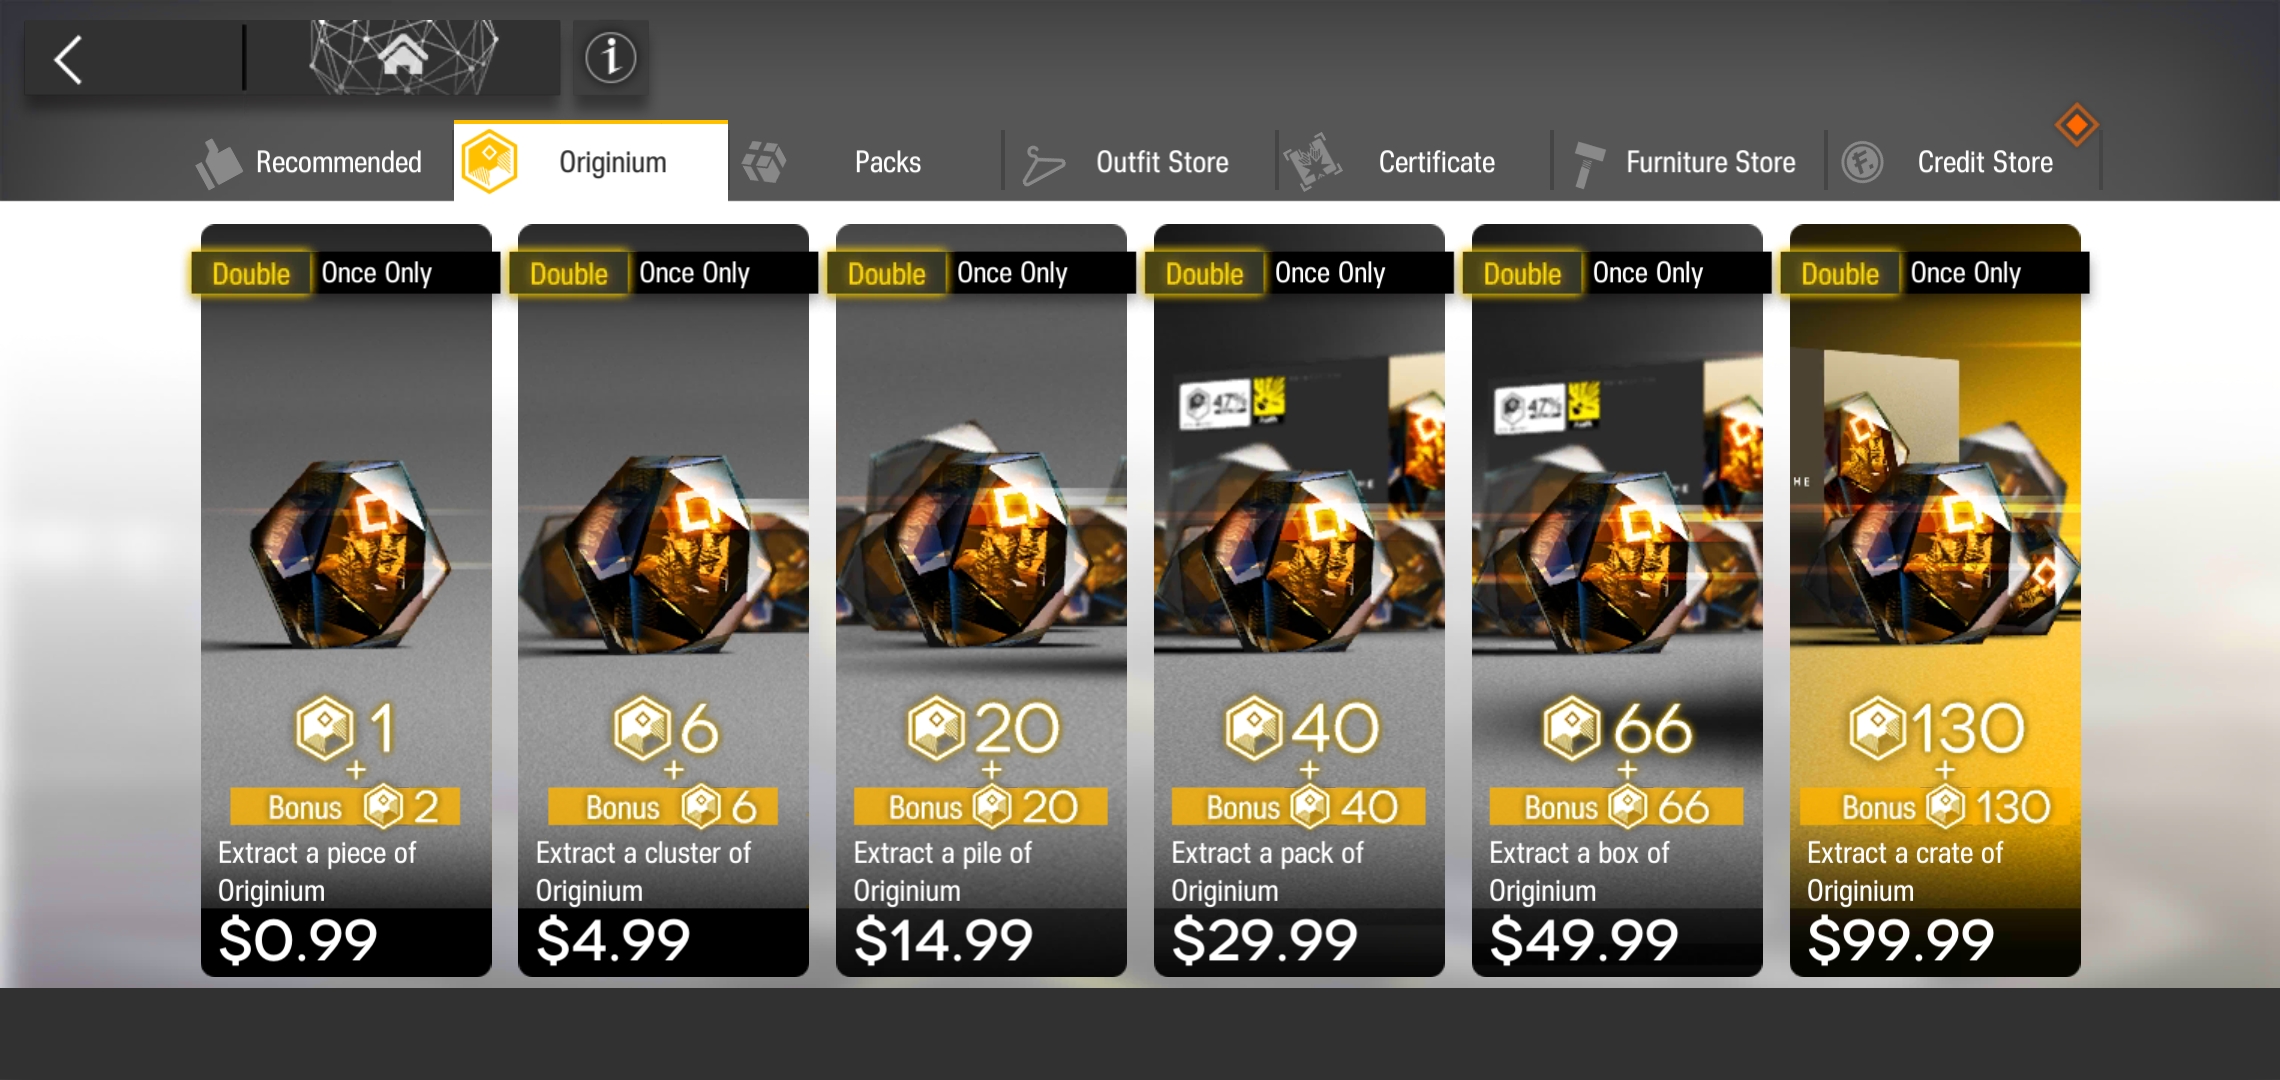 Recommended
Originium
Packs
Outfit Store
Certificate
Furniture Store
Credit Store
Double Once Only
1
+
Bonus 2
Extract a piece of
Originium
$0.99
Double Once Only
6
+
Bonus 6
Extract a cluster of
Originium
$4.99
Double Once Only
20
+
Bonus 20
Extract a pile of
Originium
$14.99
Double Once Only
47%
40
+
Bonus 40
Extract a pack of
Originium
$29.99
Double Once Only
47%
66
+
Bonus 66
Extract a box of
Originium
$49.99
Double Once Only
HE
130
+
Bonus 130
Extract a crate of
Originium
$99.99